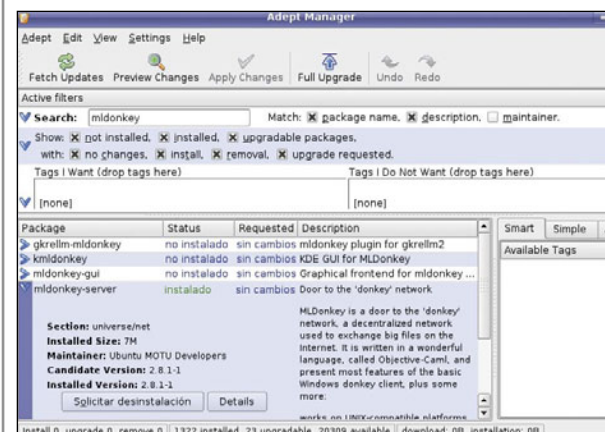 Adept Manager
Adept Edit View Settings Help
Fetch Updates Preview Changes Apply Changes Full Upgrade Undo Redo
Active filters
Search: mldonkey Match: package name, description, maintainer.
Show: not installed, installed, upgradable packages,
with: no changes, install, removal, upgrade requested.
Tags I Want (drop tags here) Tags I Do Not Want (drop tags here)
[none] [none]
Package Status Requested Description Smart Simple
gkrellm-mldonkey no instalado sin cambios mldonkey plugin for gkrellm2 Available Tags
kmldonkey no instalado sin cambios KDE GUI for MLDonkey
mldonkey-gui no instalado sin cambios Graphical frontend for mldonkey ...
mldonkey-server instalado sin cambios Door to the 'donkey' network
Section: universe/net
Installed Size: 7M
Maintainer: Ubuntu MOTU Developers
Candidate Version: 2.8.1-1
Installed Version: 2.8.1-1
Solicitar desinstalación Details
MLDonkey is a door to the 'donkey'
network, a decentralized network
used to exchange big files on the
Internet. It is written in a wonderful
language, called Objective-Caml, and
present most features of the basic
Windows donkey client, plus some
more:
works on UNIX-compatible platforms
Install 0, upgrade 0, remove 0 1322 installed, 23 upgradable, 20309 available download: 0B, installation: 0B